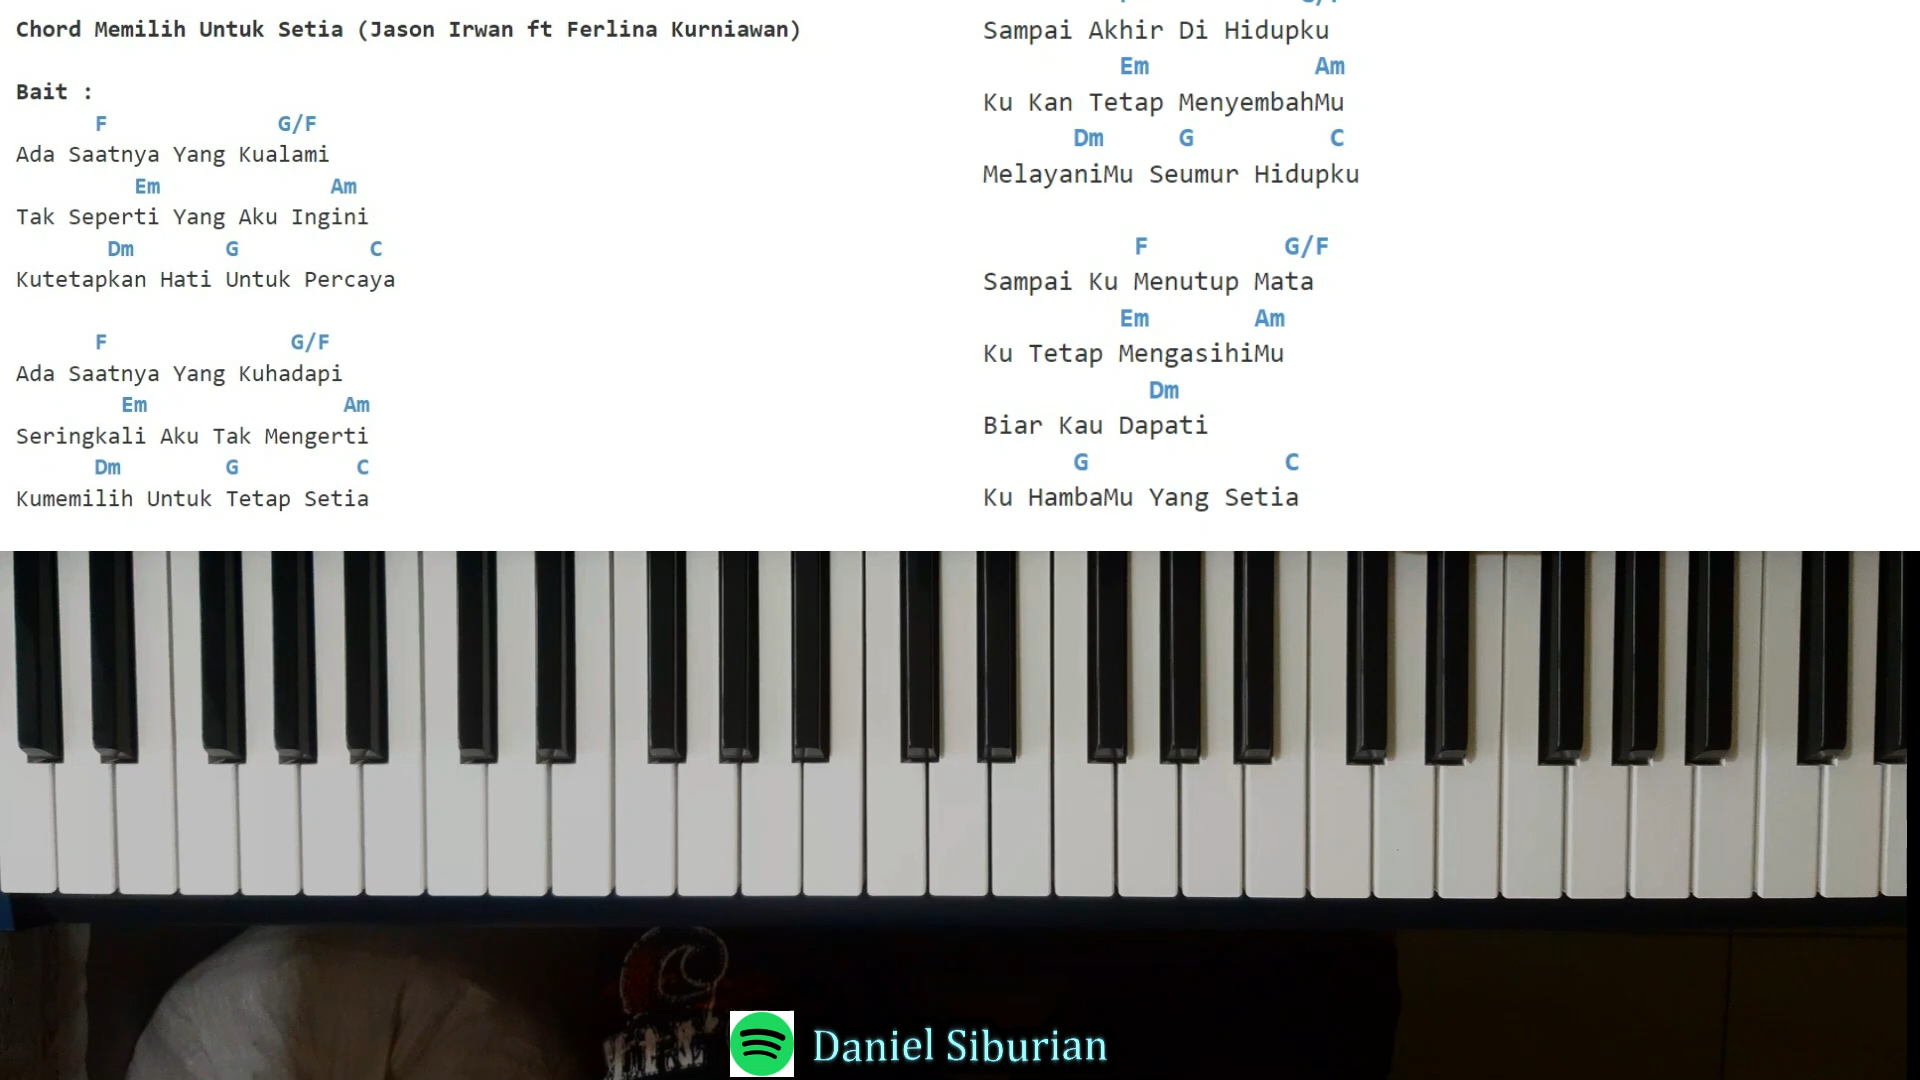 Chord Memilih Untuk Setia (Jason Irwan ft Ferlina Kurniawan)
Bait :
F G/F
Ada Saatnya Yang Kualami
Em Am
Tak Seperti Yang Aku Ingini
Dm G C
Kutetapkan Hati Untuk Percaya
F G/F
Ada Saatnya Yang Kuhadapi
Em Am
Seringkali Aku Tak Mengerti
Dm G C
Kumemilih Untuk Tetap Setia
Sampai Akhir Di Hidupku
Em Am
Ku Kan Tetap MenyembahMu
Dm G C
MelayaniMu Seumur Hidupku
F G/F
Sampai Ku Menutup Mata
Em Am
Ku Tetap MengasihiMu
Dm
Biar Kau Dapati
G C
Ku HambaMu Yang Setia
Daniel Siburian